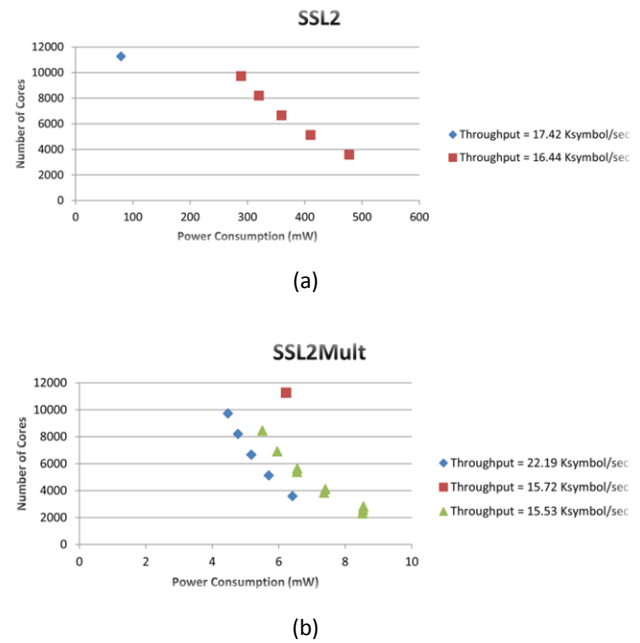 SSL2
12000
10000
8000
6000
4000
2000
0
Number of Cores
0 100 200 300 400 500 600
Power Consumption (mW)
Throughput = 17.42 Ksymbol/sec
Throughput = 16.44 Ksymbol/sec
(a)
SSL2Mult
12000
10000
8000
6000
4000
2000
0
Number of Cores
0 2 4 6 8 10
Power Consumption (mW)
Throughput = 22.19 Ksymbol/sec
Throughput = 15.72 Ksymbol/sec
Throughput = 15.53 Ksymbol/sec
(b)